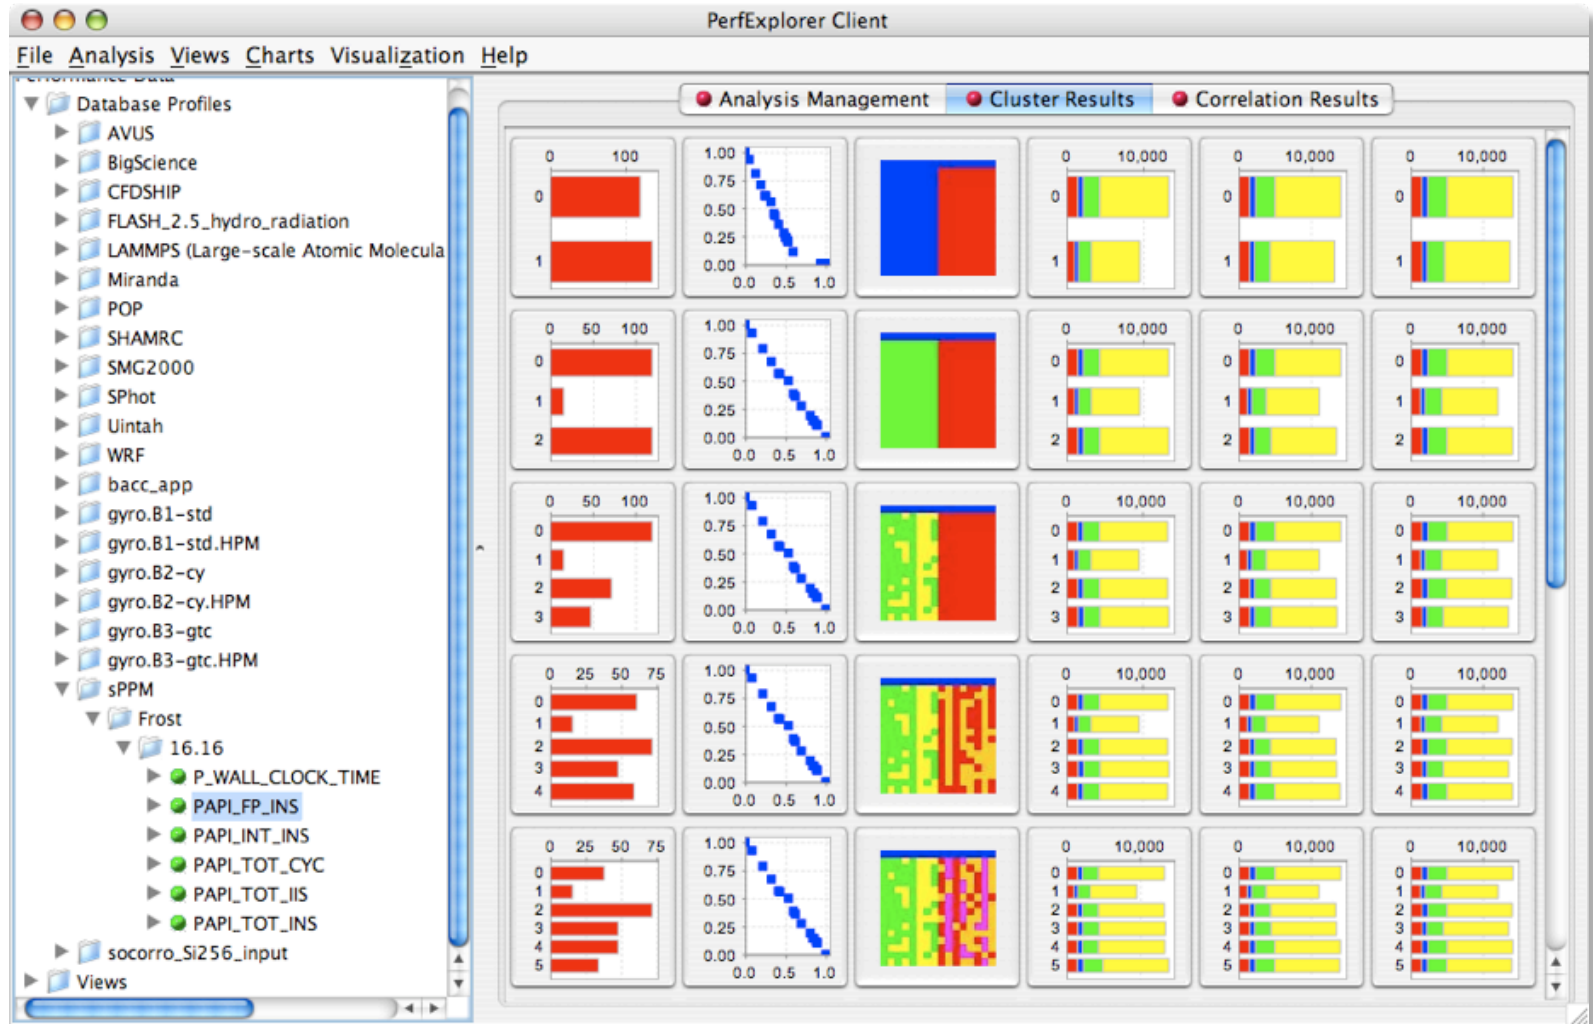 PerfExplorer Client
File Analysis Views Charts Visualization Help
Performance Data
Database Profiles
AVUS
BigScience
CFDSHIP
FLASH_2.5_hydro_radiation
LAMMPS (Large-scale Atomic Molecula
Miranda
POP
SHAMRC
SMG2000
SPhot
Uintah
WRF
bacc_app
gyro.B1-std
gyro.B1-std.HPM
gyro.B2-cy
gyro.B2-cy.HPM
gyro.B3-gtc
gyro.B3-gtc.HPM
sPPM
Frost
16.16
P_WALL_CLOCK_TIME
PAPI_FP_INS
PAPI_INT_INS
PAPI_TOT_CYC
PAPI_TOT_IIS
PAPI_TOT_INS
socorro_Si256_input
Views
Analysis Management Cluster Results Correlation Results
0 100 1.00 0 10,000 0 10,000 0 10,000
0 0.75 0 0 0
0.50
1 0.25 1 1 1
0.00
0.0 0.5 1.0
0 50 100 1.00 0 10,000 0 10,000 0 10,000
0 0.75 0 0 0
1 0.50 1 1 1
2 0.25 2 2 2
0.00
0.0 0.5 1.0
0 50 100 1.00 0 10,000 0 10,000 0 10,000
0 0.75 0 0 0
1 0.50 1 1 1
2 0.25 2 2 2
3 0.00 3 3 3
0.0 0.5 1.0
0 25 50 75 1.00 0 10,000 0 10,000 0 10,000
0 0.75 0 0 0
1 1 1 1
2 0.50 2 2 2
3 0.25 3 3 3
4 0.00 4 4 4
0.0 0.5 1.0
0 25 50 75 1.00 0 10,000 0 10,000 0 10,000
0 0.75 0 0 0
1 1 1 1
2 0.50 2 2 2
3 0.25 3 3 3
4 4 4 4
5 0.00 5 5 5
0.0 0.5 1.0